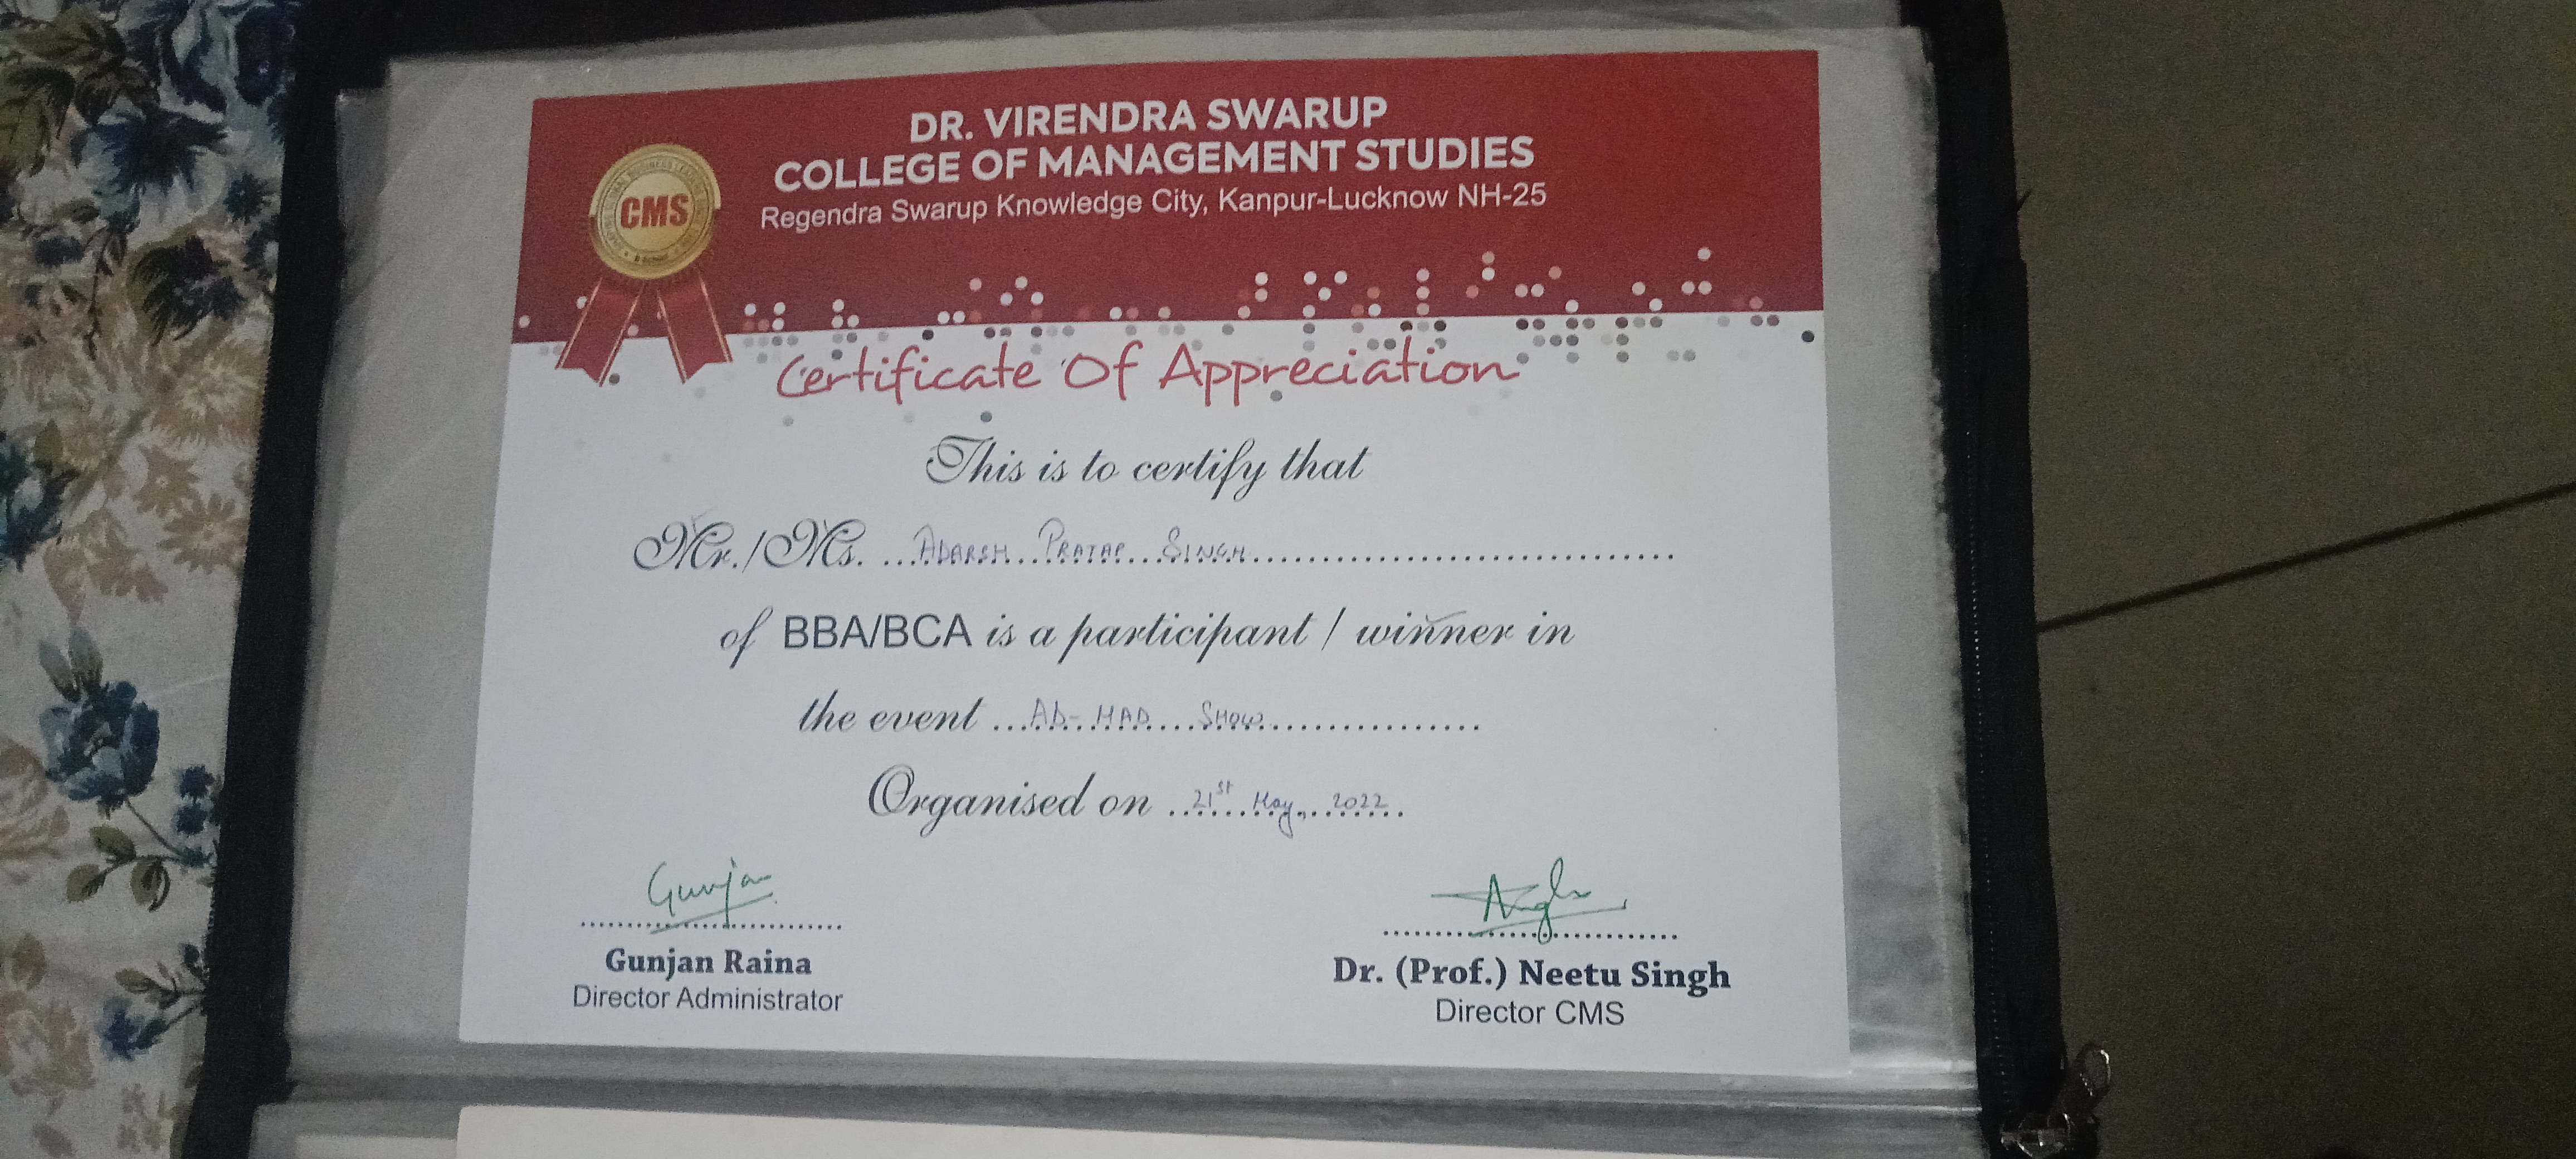 DR. VIRENDRA SWARUP
COLLEGE OF MANAGEMENT STUDIES
Regendra Swarup Knowledge City, Kanpur-Lucknow NH-25
CMS
Certificate Of Appreciation
This is to certify that
Mr./Ms. ...ADARSH...PRATAP...SINGH...
of BBA/BCA is a participant / winner in
the event ...AD-MAD...SHOW...
Organised on ..21st..May,..2022..
Gunjan
Gunjan Raina
Director Administrator
Dr. (Prof.) Neetu Singh
Director CMS